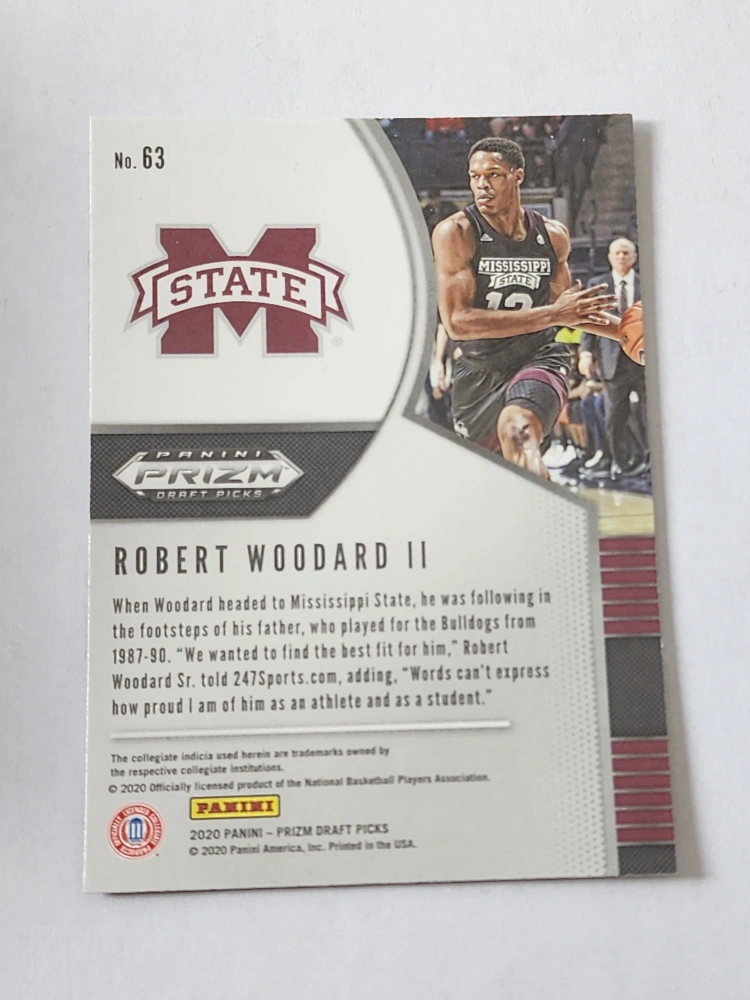 No. 63
STATE
®
MISSISSIPPI
STATE
12
PANINI
PRIZM
DRAFT PICKS
ROBERT WOODARD II
When Woodard headed to Mississippi State, he was following in
the footsteps of his father, who played for the Bulldogs from
1987-90. “We wanted to find the best fit for him,” Robert
Woodard Sr. told 247Sports.com, adding, “Words can't express
how proud I am of him as an athlete and as a student.”
The collegiate indicia used herein are trademarks owned by
the respective collegiate institutions.
© 2020 Officially licensed product of the National Basketball Players Association.
PANINI
OFFICIALLY LICENSED COLLEGIATE PRODUCTS
2020 PANINI – PRIZM DRAFT PICKS
© 2020 Panini America, Inc. Printed in the USA.